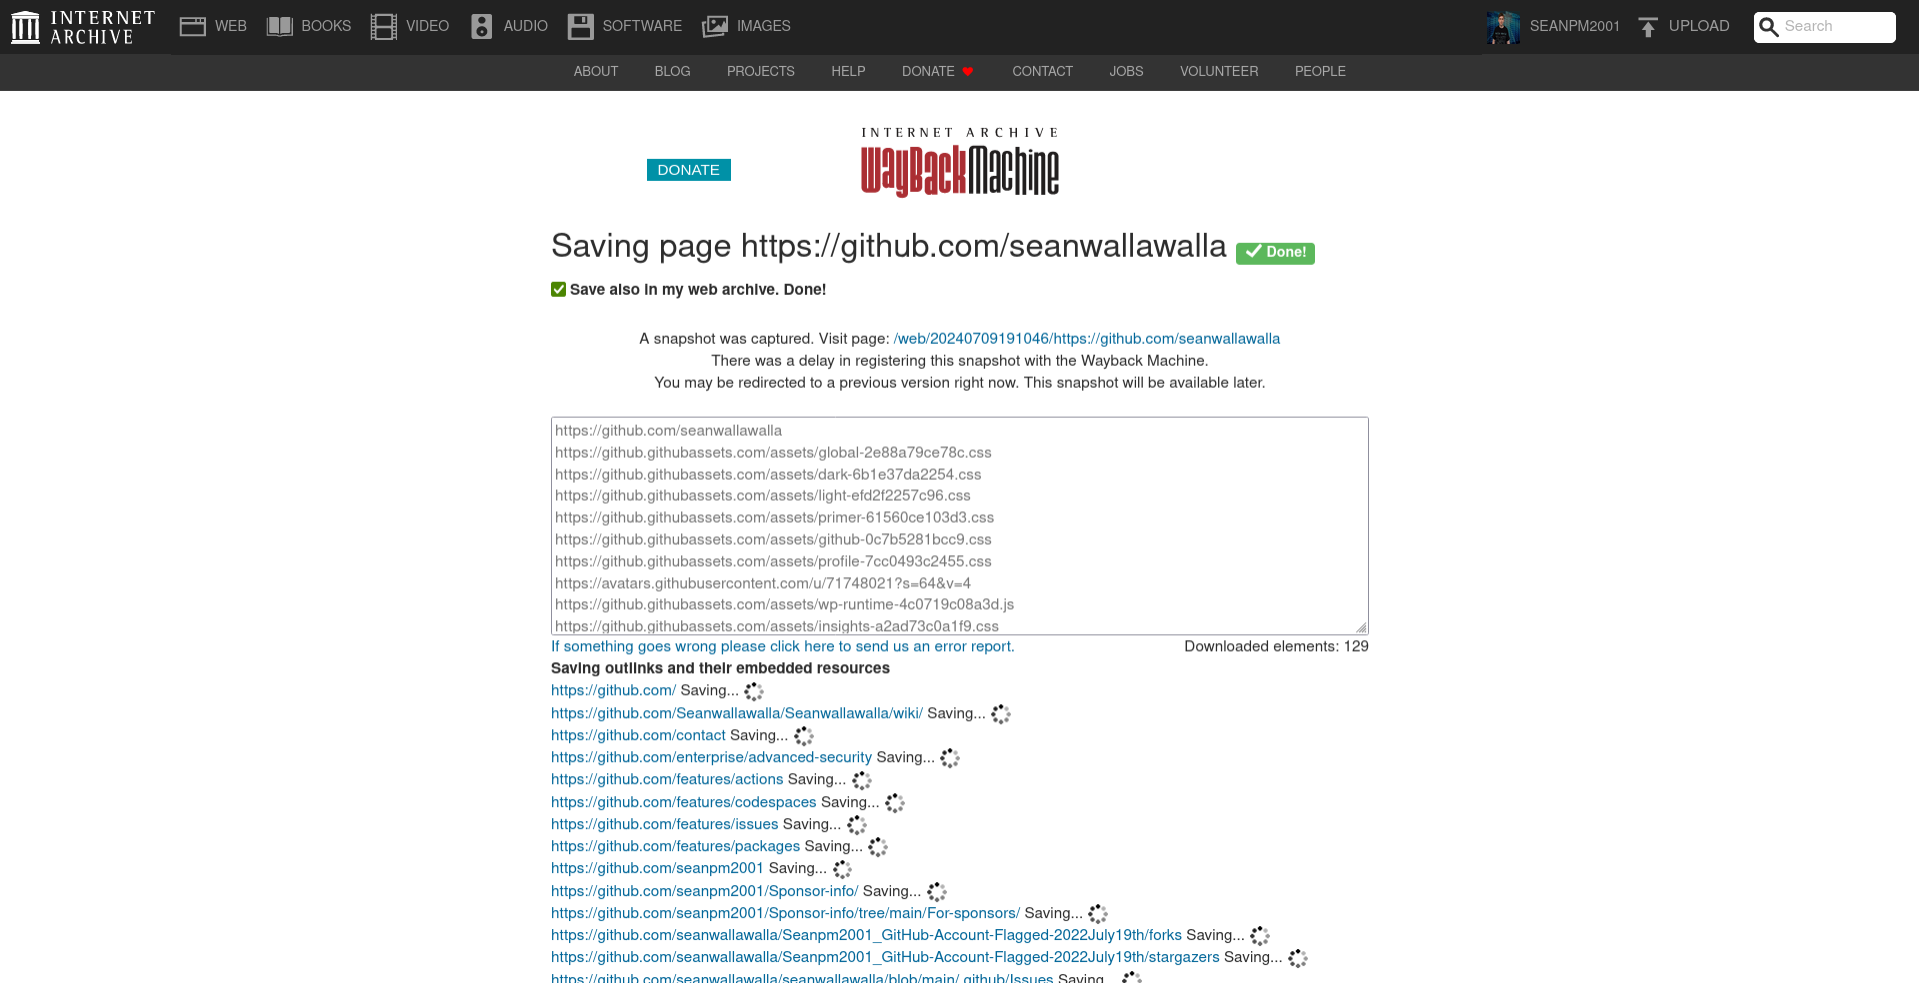 INTERNET ARCHIVE
WEB BOOKS VIDEO AUDIO SOFTWARE IMAGES SEANPM2001 UPLOAD Search
ABOUT BLOG PROJECTS HELP DONATE CONTACT JOBS VOLUNTEER PEOPLE
INTERNET ARCHIVE
WayBackMachine
DONATE
Saving page https://github.com/seanwallawalla Done!
Save also in my web archive. Done!
A snapshot was captured. Visit page: /web/20240709191046/https://github.com/seanwallawalla
There was a delay in registering this snapshot with the Wayback Machine.
You may be redirected to a previous version right now. This snapshot will be available later.
https://github.com/seanwallawalla
https://github.githubassets.com/assets/global-2e88a79ce78c.css
https://github.githubassets.com/assets/dark-6b1e37da2254.css
https://github.githubassets.com/assets/light-efd2f2257c96.css
https://github.githubassets.com/assets/primer-61560ce103d3.css
https://github.githubassets.com/assets/github-0c7b5281bcc9.css
https://github.githubassets.com/assets/profile-7cc0493c2455.css
https://avatars.githubusercontent.com/u/71748021?s=64&v=4
https://github.githubassets.com/assets/wp-runtime-4c0719c08a3d.js
https://github.githubassets.com/assets/insights-a2ad73c0a1f9.css
If something goes wrong please click here to send us an error report. Downloaded elements: 129
Saving outlinks and their embedded resources
https://github.com/ Saving...
https://github.com/Seanwallawalla/Seanwallawalla/wiki/ Saving...
https://github.com/contact Saving...
https://github.com/enterprise/advanced-security Saving...
https://github.com/features/actions Saving...
https://github.com/features/codespaces Saving...
https://github.com/features/issues Saving...
https://github.com/features/packages Saving...
https://github.com/seanpm2001 Saving...
https://github.com/seanpm2001/Sponsor-info/ Saving...
https://github.com/seanpm2001/Sponsor-info/tree/main/For-sponsors/ Saving...
https://github.com/seanwallawalla/Seanpm2001_GitHub-Account-Flagged-2022July19th/forks Saving...
https://github.com/seanwallawalla/Seanpm2001_GitHub-Account-Flagged-2022July19th/stargazers Saving...
https://github.com/seanwallawalla/seanwallawalla/blob/main/.github/Issues Saving...